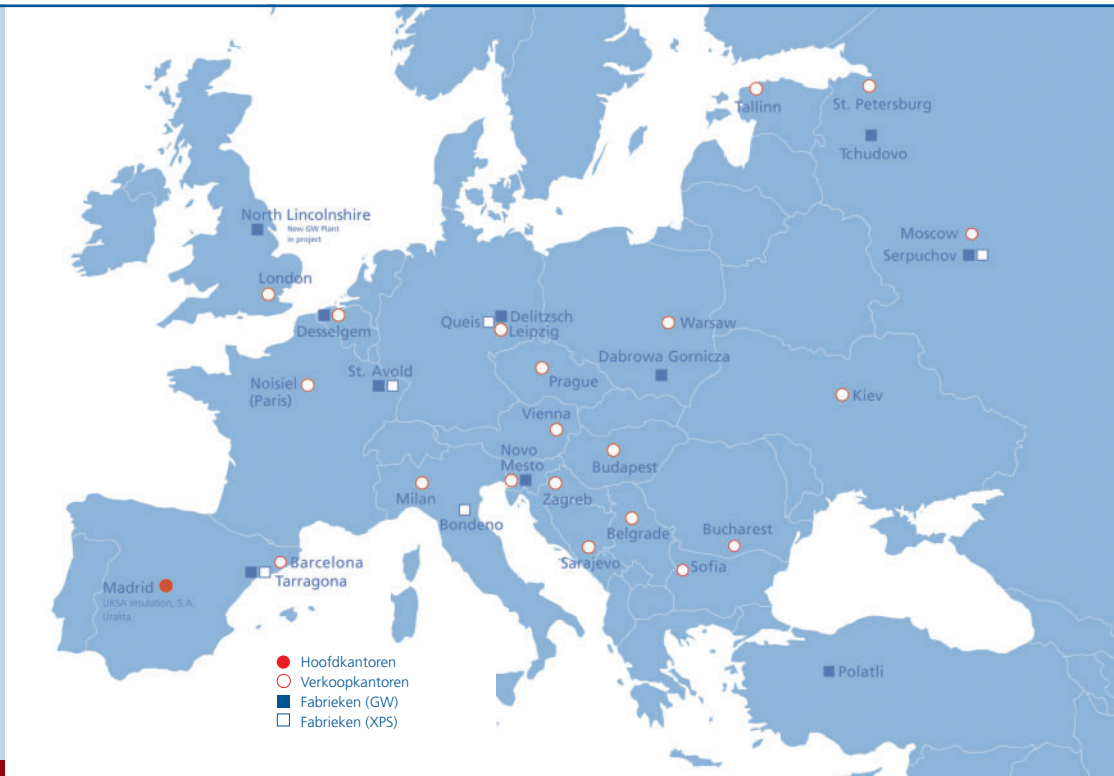 Tallinn
St. Petersburg
Tchudovo
North Lincolnshire
New GW Plant
in project
Moscow
Serpuchov
London
Desselgem
Queis
Delitzsch
Leipzig
Warsaw
Dabrowa Gornicza
St. Avold
Noisiel
(Paris)
Prague
Kiev
Vienna
Novo
Mesto
Budapest
Milan
Zagreb
Bondeno
Belgrade
Bucharest
Sarajevo
Sofia
Barcelona
Tarragona
Madrid
URSA Insulation, S.A.
Uralita
Polatli
Hoofdkantoren
Verkoopkantoren
Fabrieken (GW)
Fabrieken (XPS)